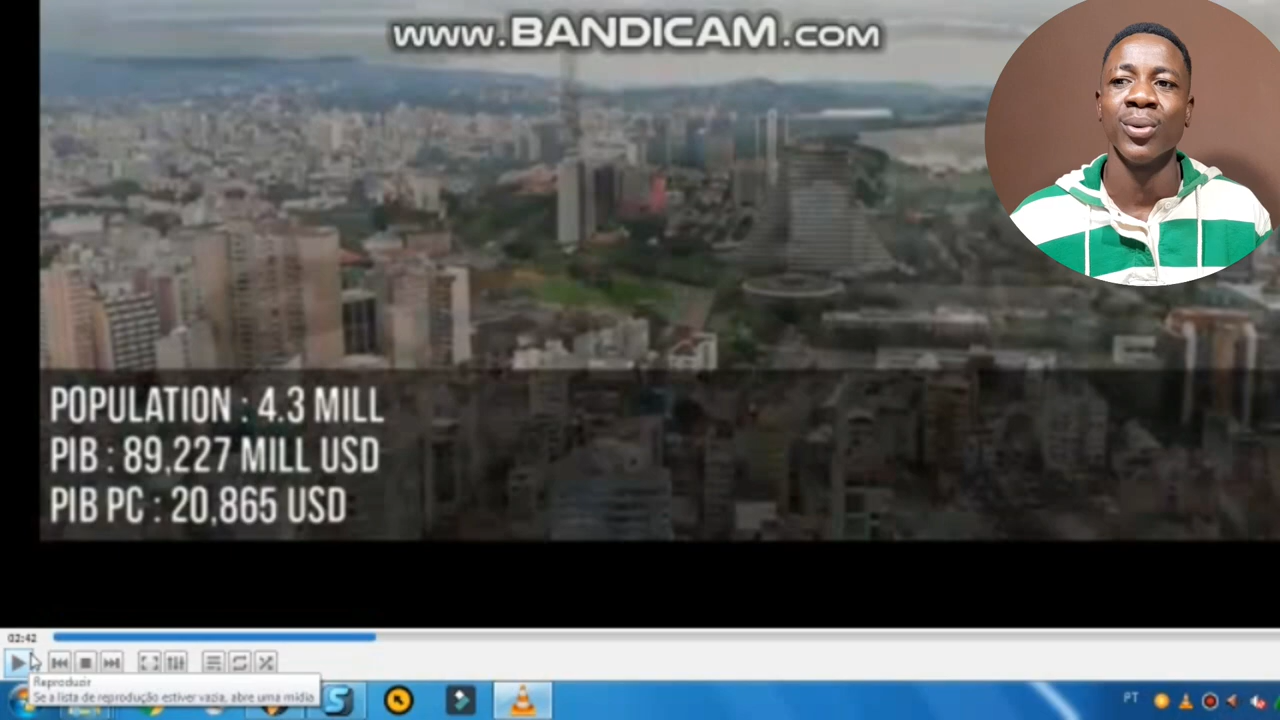 www.BANDICAM.com
POPULATION : 4.3 MILL
PIB : 89,227 MILL USD
PIB PC : 20,865 USD
02:42
Reproduzir
Se a lista de reprodução estiver vazia, abre uma mídia
PT